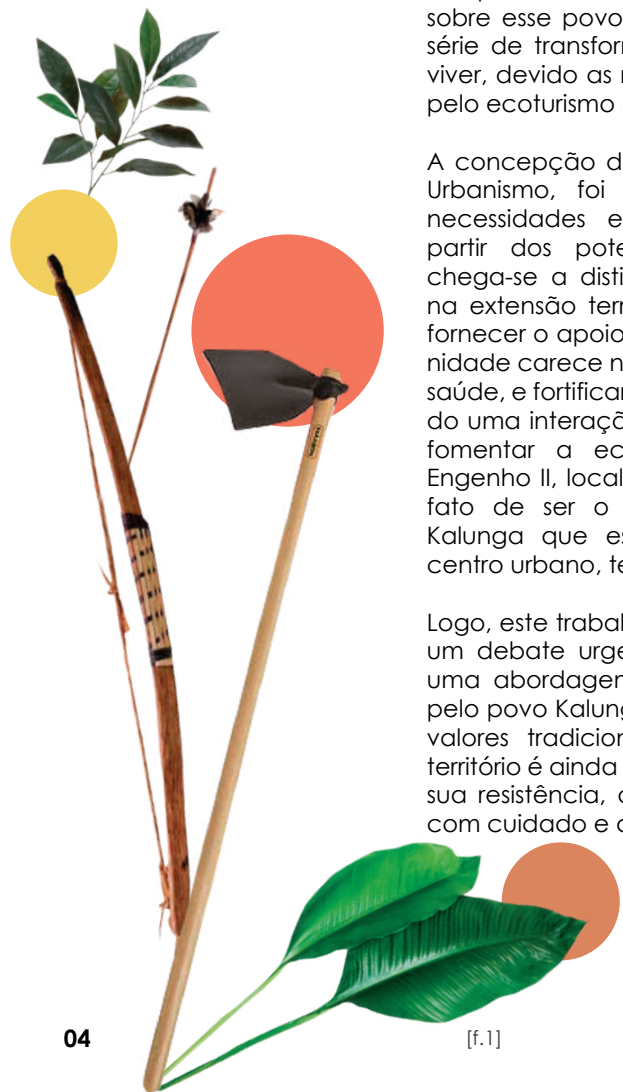 sobre esse povo
série de transform
viver, devido as
pelo ecoturismo
A concepção d
Urbanismo, foi
necessidades e
partir dos pote
chega-se a disti
na extensão terr
fornecer o apoio
nidade carece n
saúde, e fortificar
do uma interaçã
fomentar a ec
Engenho II, local
fato de ser o
Kalunga que es
centro urbano, te
Logo, este trabal
um debate urge
uma abordagen
pelo povo Kalung
valores tradicion
território é ainda
sua resistência,
com cuidado e
04
[f.1]